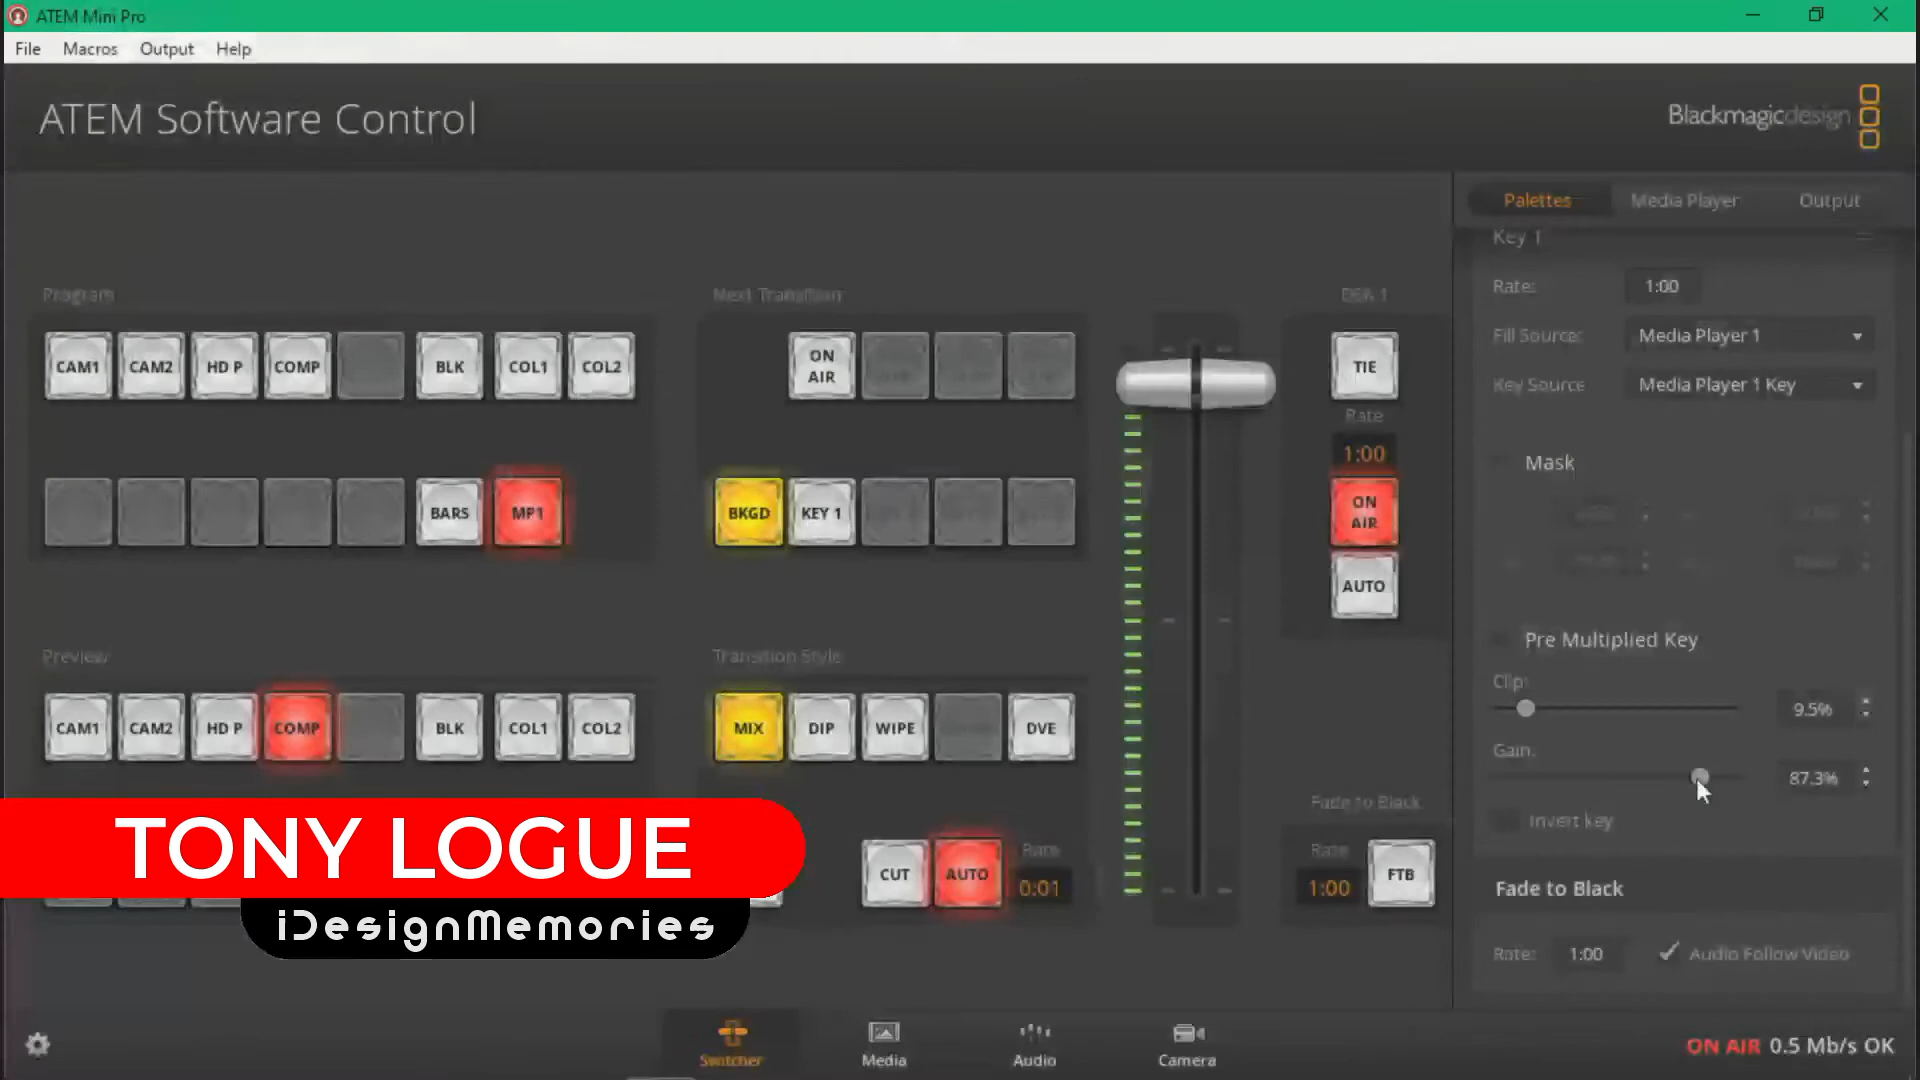 ATEM Mini Pro
File Macros Output Help
ATEM Software Control
Blackmagicdesign
Palettes Media Player Output
Key 1
Rate: 1:00
Fill Source: Media Player 1
Key Source Media Player 1 Key
Mask
Pre Multiplied Key
Clip:
9.5%
Gain:
87.3%
Invert key
Fade to Black
Rate: 1:00 Audio Follow Video
Program
CAM1 CAM2 HD P COMP BLK COL1 COL2
BARS MP1
Next Transition
ON AIR
BKGD KEY 1
DSK 1
TIE
Rate
1:00
ON AIR
AUTO
Preview
CAM1 CAM2 HD P COMP BLK COL1 COL2
Transition Style
MIX DIP WIPE DVE
CUT AUTO Rate 0:01
Fade to Black
Rate
1:00 FTB
TONY LOGUE
iDesignMemories
Switcher Media Audio Camera
ON AIR 0.5 Mb/s OK